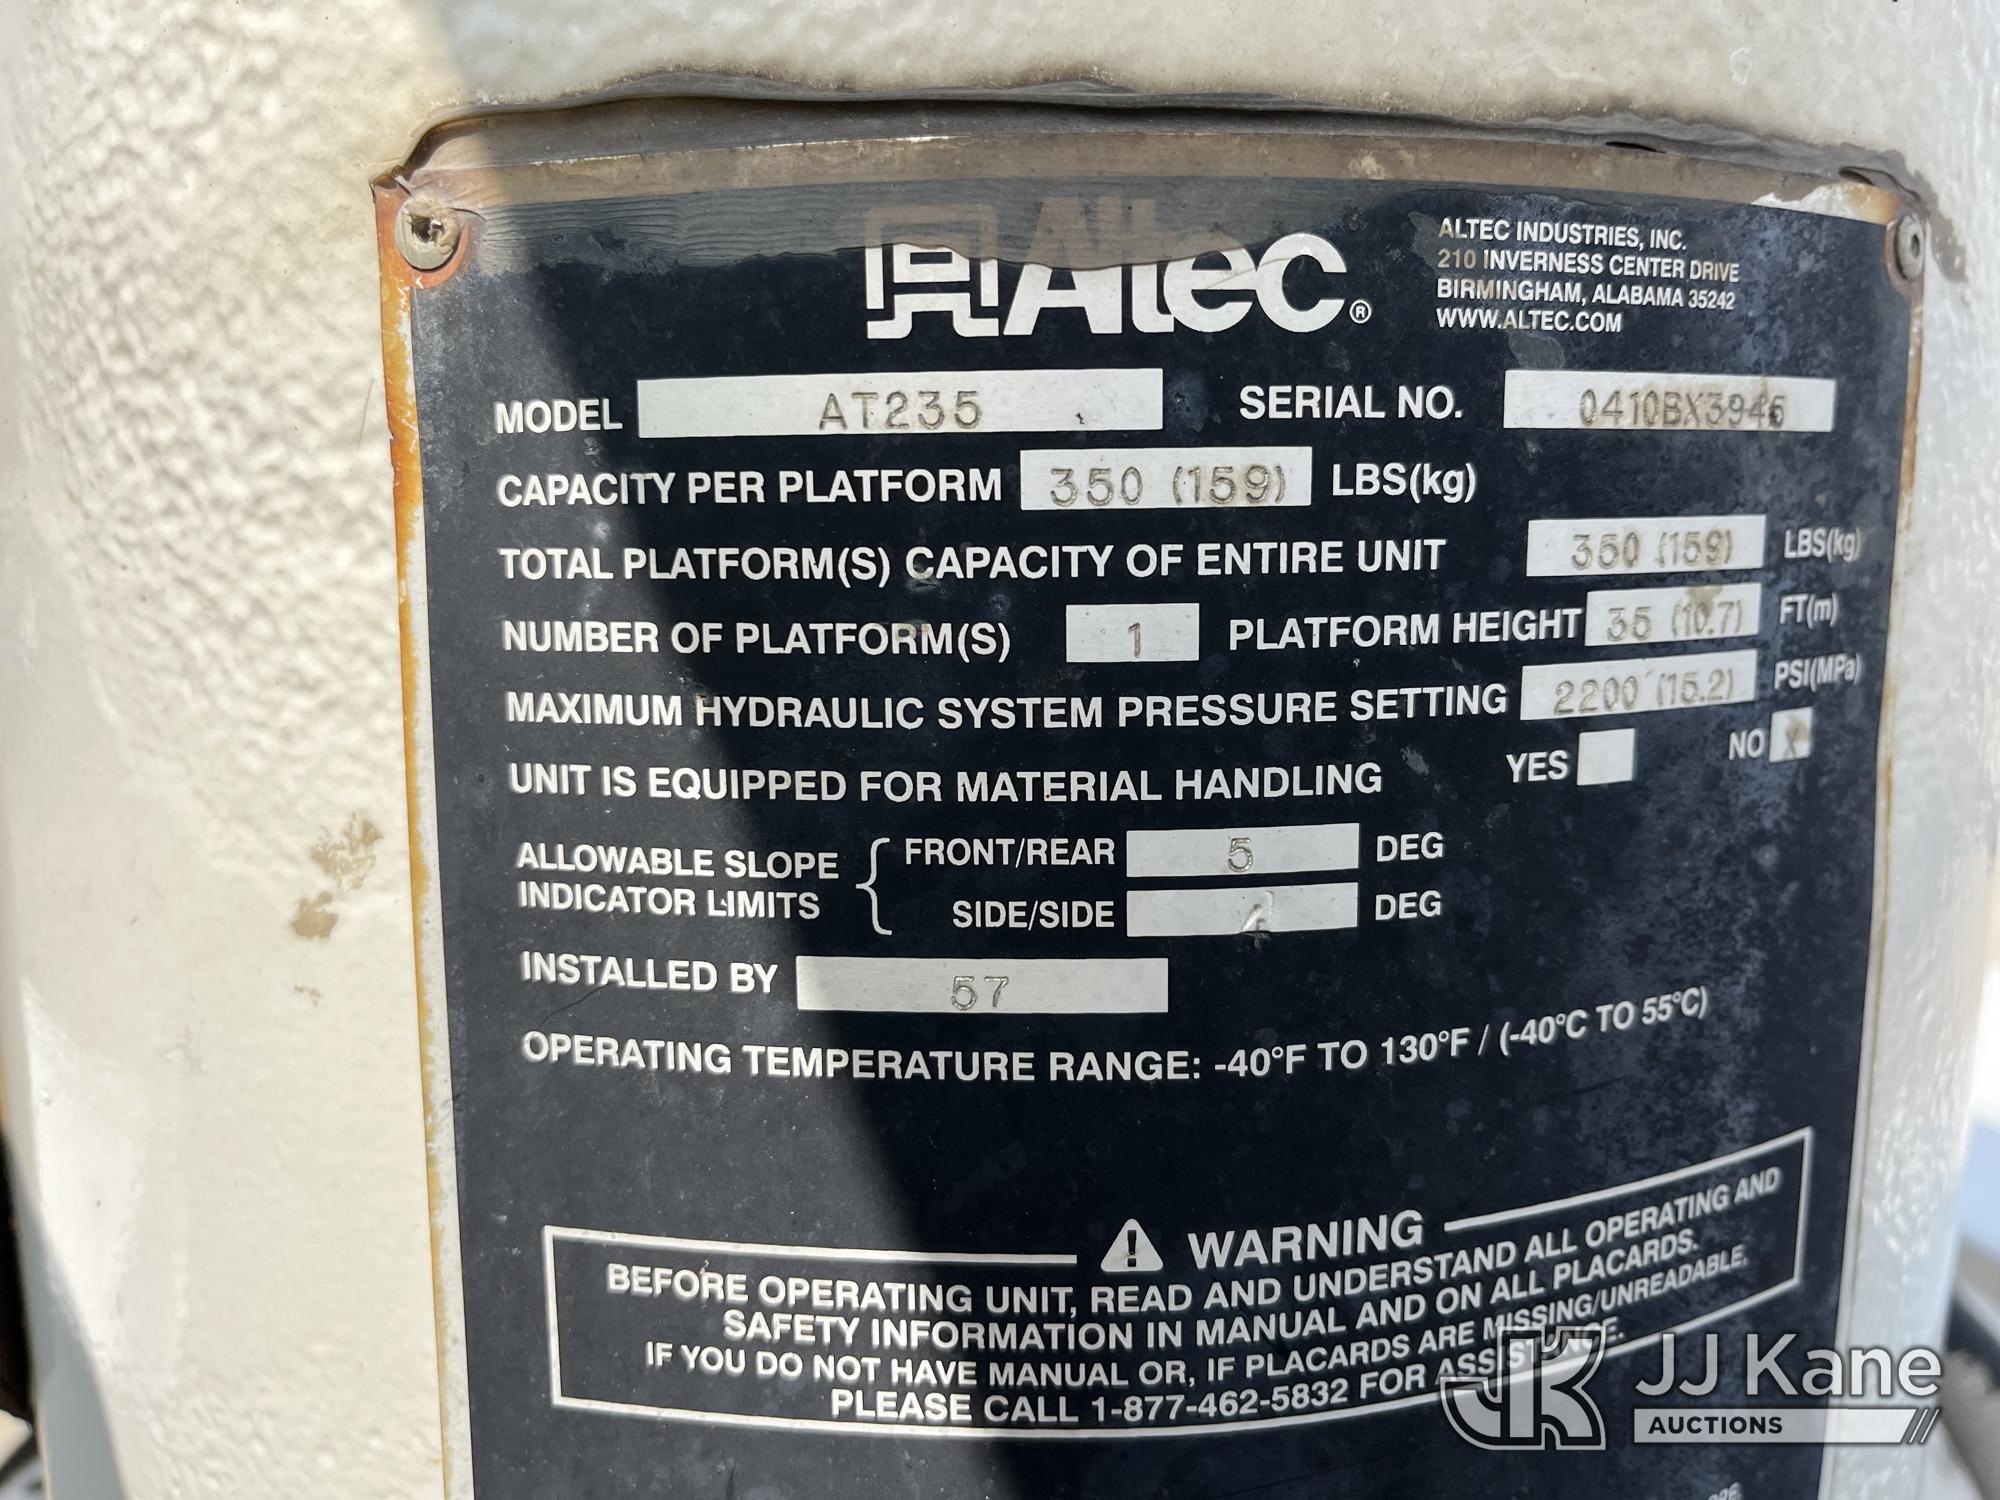 Altec®
ALTEC INDUSTRIES, INC.
210 INVERNESS CENTER DRIVE
BIRMINGHAM, ALABAMA 35242
WWW.ALTEC.COM
MODEL AT235 SERIAL NO. 0410BX3946
CAPACITY PER PLATFORM 350 (159) LBS(kg)
TOTAL PLATFORM(S) CAPACITY OF ENTIRE UNIT 350 (159) LBS(kg)
NUMBER OF PLATFORM(S) 1 PLATFORM HEIGHT 35 (10.7) FT(m)
MAXIMUM HYDRAULIC SYSTEM PRESSURE SETTING 2200 (15.2) PSI(MPa)
UNIT IS EQUIPPED FOR MATERIAL HANDLING YES NO X
ALLOWABLE SLOPE INDICATOR LIMITS
FRONT/REAR 5 DEG
SIDE/SIDE 4 DEG
INSTALLED BY 57
OPERATING TEMPERATURE RANGE: -40°F TO 130°F / (-40°C TO 55°C)
WARNING
BEFORE OPERATING UNIT, READ AND UNDERSTAND ALL OPERATING AND
SAFETY INFORMATION IN MANUAL AND ON ALL PLACARDS.
IF YOU DO NOT HAVE MANUAL OR, IF PLACARDS ARE MISSING/UNREADABLE,
PLEASE CALL 1-877-462-5832 FOR ASSISTANCE.
JK JJ Kane
AUCTIONS